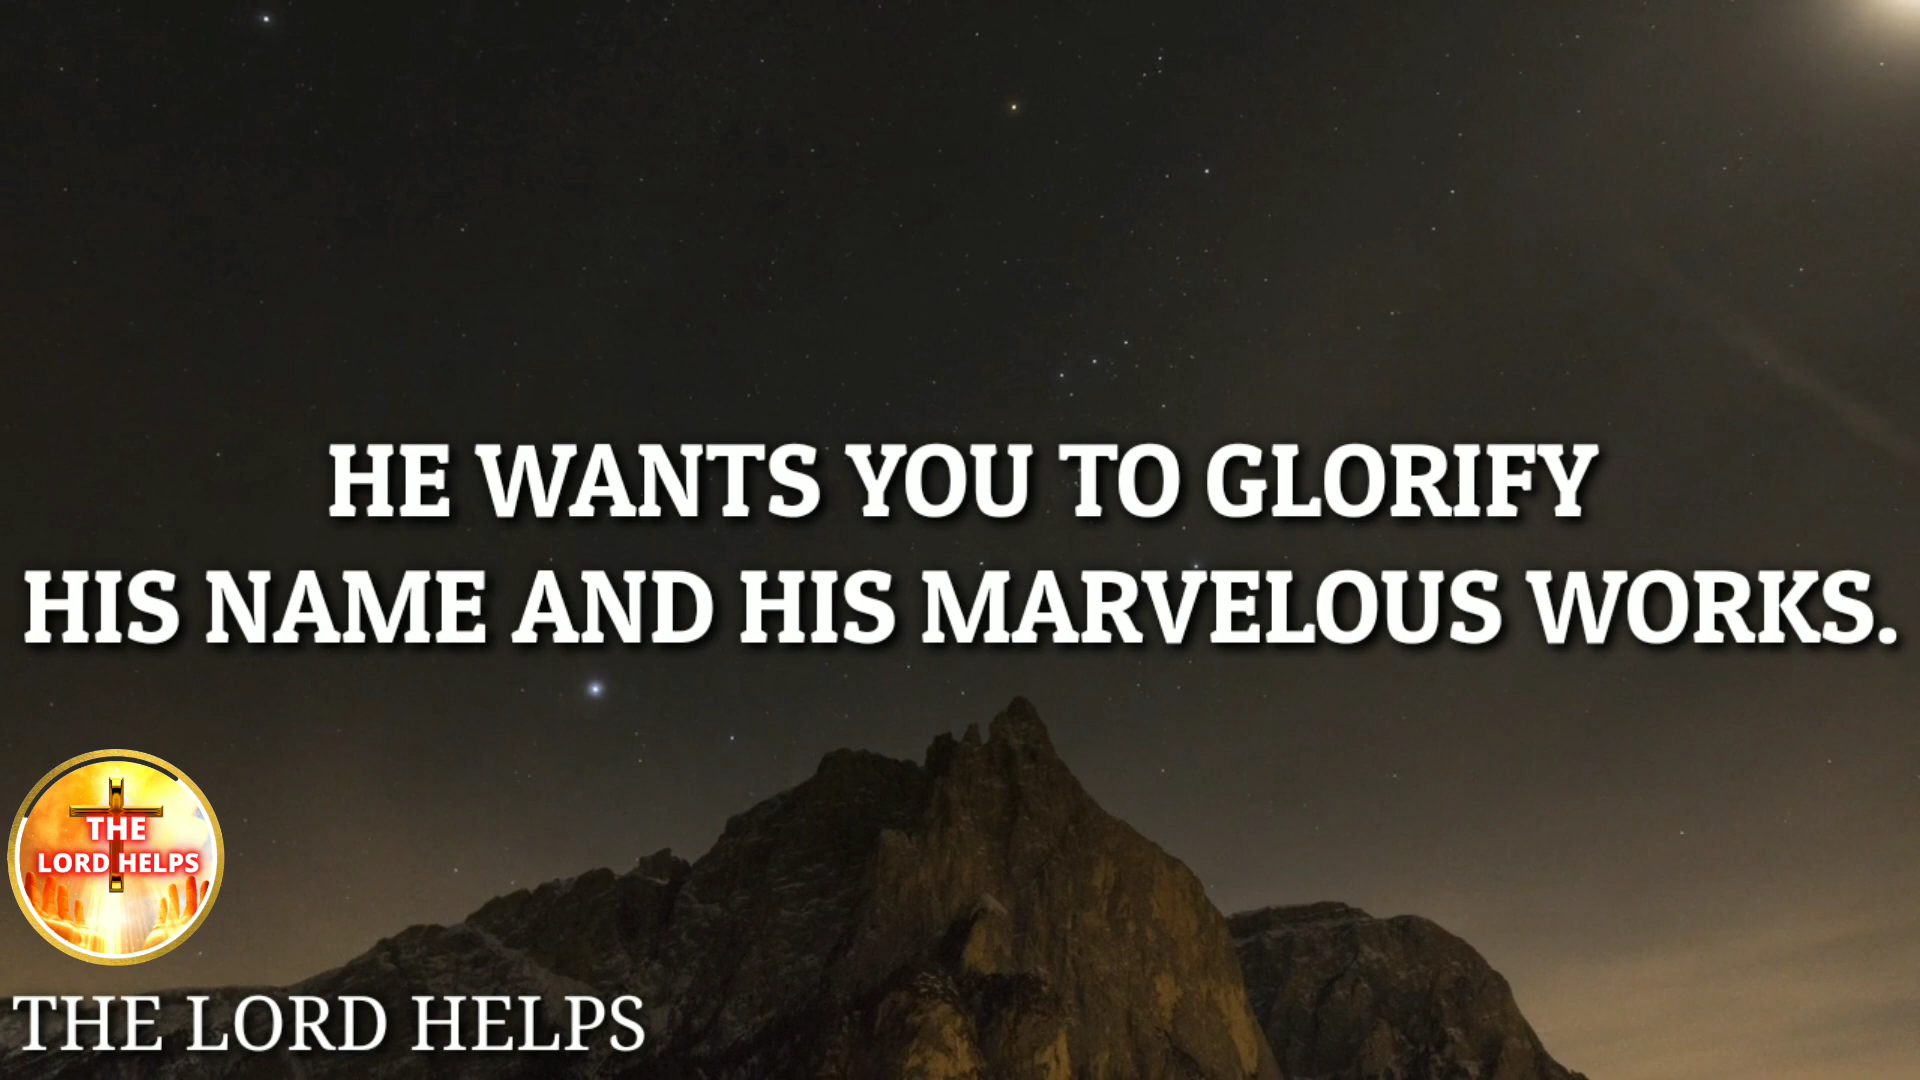 HE WANTS YOU TO GLORIFY
HIS NAME AND HIS MARVELOUS WORKS.
THE
LORD HELPS
THE LORD HELPS